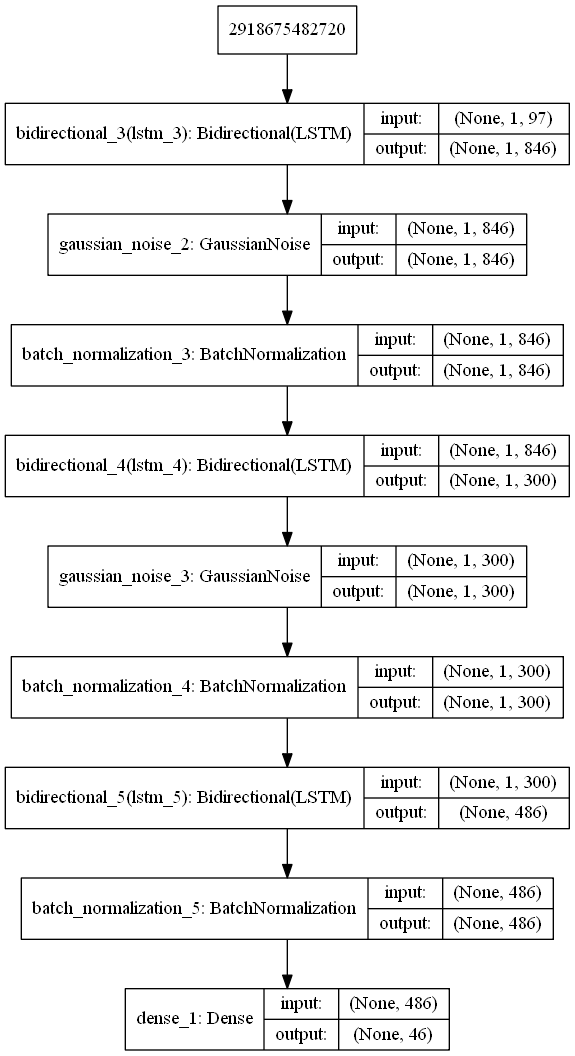 2918675482720
bidirectional_3(lstm_3): Bidirectional(LSTM)
input: (None, 1, 97)
output: (None, 1, 846)
gaussian_noise_2: GaussianNoise
input: (None, 1, 846)
output: (None, 1, 846)
batch_normalization_3: BatchNormalization
input: (None, 1, 846)
output: (None, 1, 846)
bidirectional_4(lstm_4): Bidirectional(LSTM)
input: (None, 1, 846)
output: (None, 1, 300)
gaussian_noise_3: GaussianNoise
input: (None, 1, 300)
output: (None, 1, 300)
batch_normalization_4: BatchNormalization
input: (None, 1, 300)
output: (None, 1, 300)
bidirectional_5(lstm_5): Bidirectional(LSTM)
input: (None, 1, 300)
output: (None, 486)
batch_normalization_5: BatchNormalization
input: (None, 486)
output: (None, 486)
dense_1: Dense
input: (None, 486)
output: (None, 46)